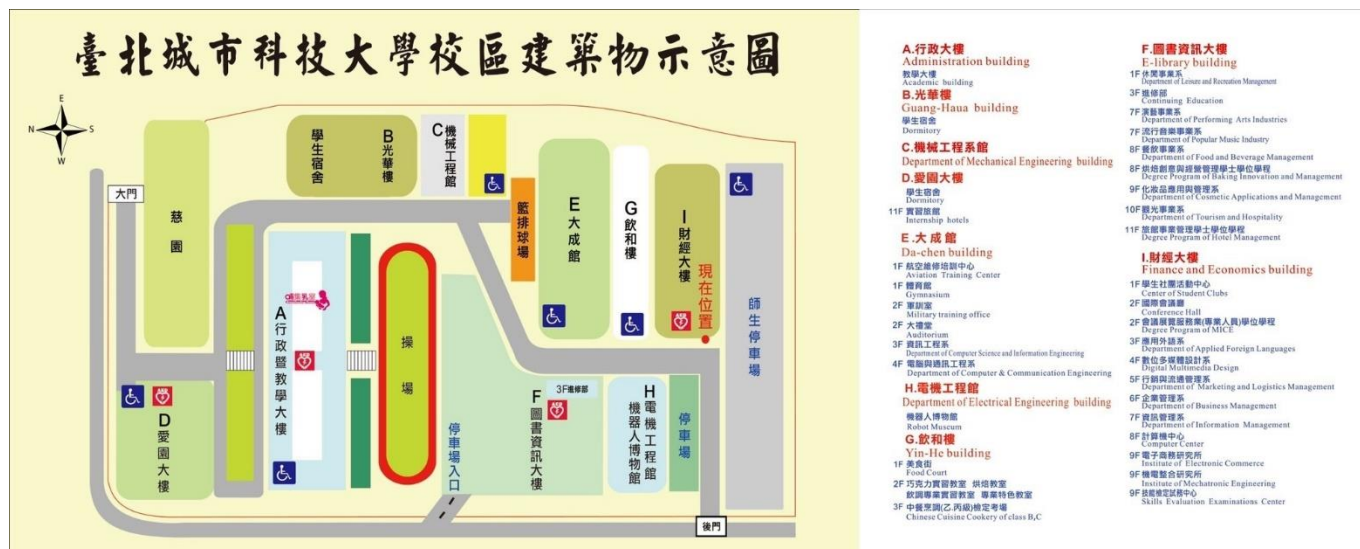 臺北城市科技大學校區建築物示意圖
E
N
S
W
大門
慈園
學生宿舍
B光華樓
C機械工程館
籃排球場
E大成館
G飲和樓
I財經大樓
現在位置
師生停車場
A行政暨教學大樓
操場
D愛園大樓
停車場入口
3F進修部
F圖書資訊大樓
H電機工程館
機器人博物館
停車場
後門
AED
AED
AED
AED
A.行政大樓
Administration building
教學大樓
Academic building
B.光華樓
Guang-Haua building
學生宿舍
Dormitory
C.機械工程系館
Department of Mechanical Engineering building
D.愛園大樓
學生宿舍
Dormitory
11F 實習旅館
Internship hotels
E.大成館
Da-chen building
1F 航空維修培訓中心
Aviation Training Center
1F 體育館
Gymnasium
2F 軍訓室
Military training office
2F 大禮堂
Auditorium
3F 資訊工程系
Department of Computer Science and Information Engineering
4F 電腦與通訊工程系
Department of Computer & Communication Engineering
H.電機工程館
Department of Electrical Engineering building
機器人博物館
Robot Museum
G.飲和樓
Yin-He building
1F 美食街
Food Court
2F 巧克力實習教室 烘焙教室
飲調專業實習教室 專業特色教室
3F 中餐烹調(乙.丙級)檢定考場
Chinese Cuisine Cookery of class B,C
F.圖書資訊大樓
E-library building
1F 休閒事業系
Department of Leisure and Recreation Management
3F 進修部
Continuing Education
7F 演藝事業系
Department of Performing Arts Industries
7F 流行音樂事業系
Department of Popular Music Industry
8F 餐飲事業系
Department of Food and Beverage Management
8F 烘焙創意與經營管理學士學位學程
Degree Program of Baking Innovation and Management
9F 化妝品應用與管理系
Department of Cosmetic Applications and Management
10F 觀光事業系
Department of Tourism and Hospitality
11F 旅館事業管理學士學位學程
Degree Program of Hotel Management
I.財經大樓
Finance and Economics building
1F 學生社團活動中心
Center of Student Clubs
2F 國際會議廳
Conference Hall
2F 會議展覽服務業(專業人員)學位學程
Degree Program of MICE
3F 應用外語系
Department of Applied Foreign Languages
4F 數位多媒體設計系
Digital Multimedia Design
5F 行銷與流通管理系
Department of Marketing and Logistics Management
6F 企業管理系
Department of Business Management
7F 資訊管理系
Department of Information Management
8F 計算機中心
Computer Center
9F 電子商務研究所
Institute of Electronic Commerce
9F 機電整合研究所
Institute of Mechatronic Engineering
9F 技能檢定試務中心
Skills Evaluation Examinations Center